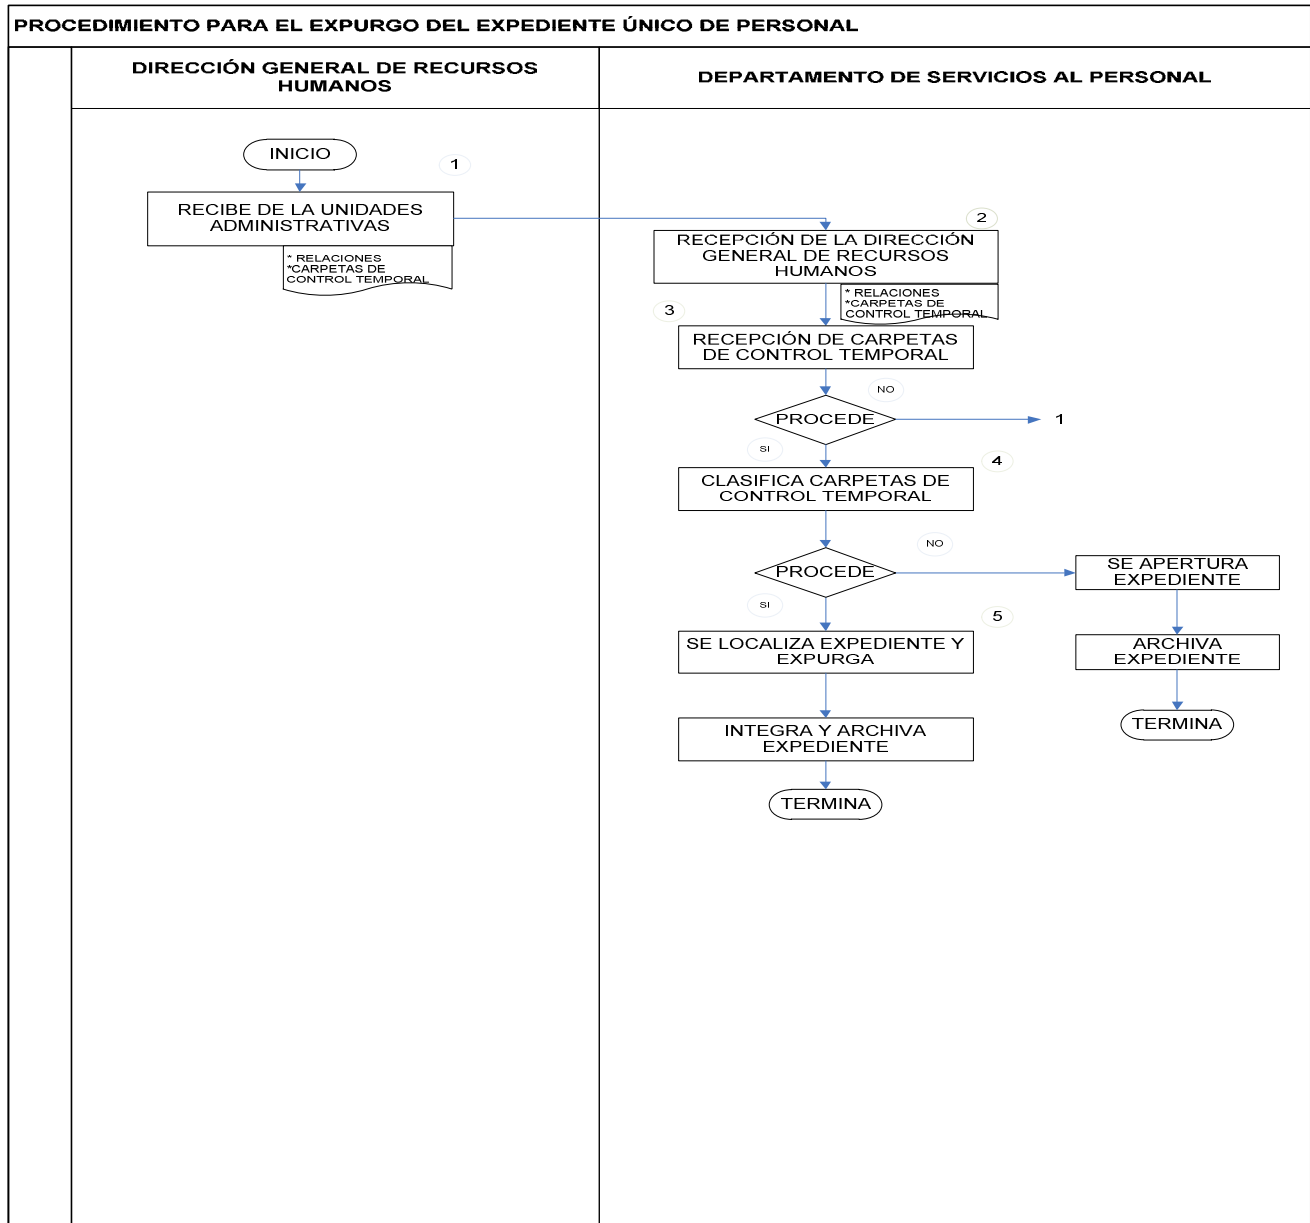 PROCEDIMIENTO PARA EL EXPURGO DEL EXPEDIENTE ÚNICO DE PERSONAL
DIRECCIÓN GENERAL DE RECURSOS
HUMANOS
DEPARTAMENTO DE SERVICIOS AL PERSONAL
INICIO
1
RECIBE DE LA UNIDADES
ADMINISTRATIVAS
* RELACIONES
*CARPETAS DE
CONTROL TEMPORAL
2
RECEPCIÓN DE LA DIRECCIÓN
GENERAL DE RECURSOS
HUMANOS
* RELACIONES
*CARPETAS DE
CONTROL TEMPORAL
3
RECEPCIÓN DE CARPETAS
DE CONTROL TEMPORAL
NO
PROCEDE
1
SI
4
CLASIFICA CARPETAS DE
CONTROL TEMPORAL
NO
PROCEDE
SE APERTURA
EXPEDIENTE
SI
5
SE LOCALIZA EXPEDIENTE Y
EXPURGA
ARCHIVA
EXPEDIENTE
TERMINA
INTEGRA Y ARCHIVA
EXPEDIENTE
TERMINA